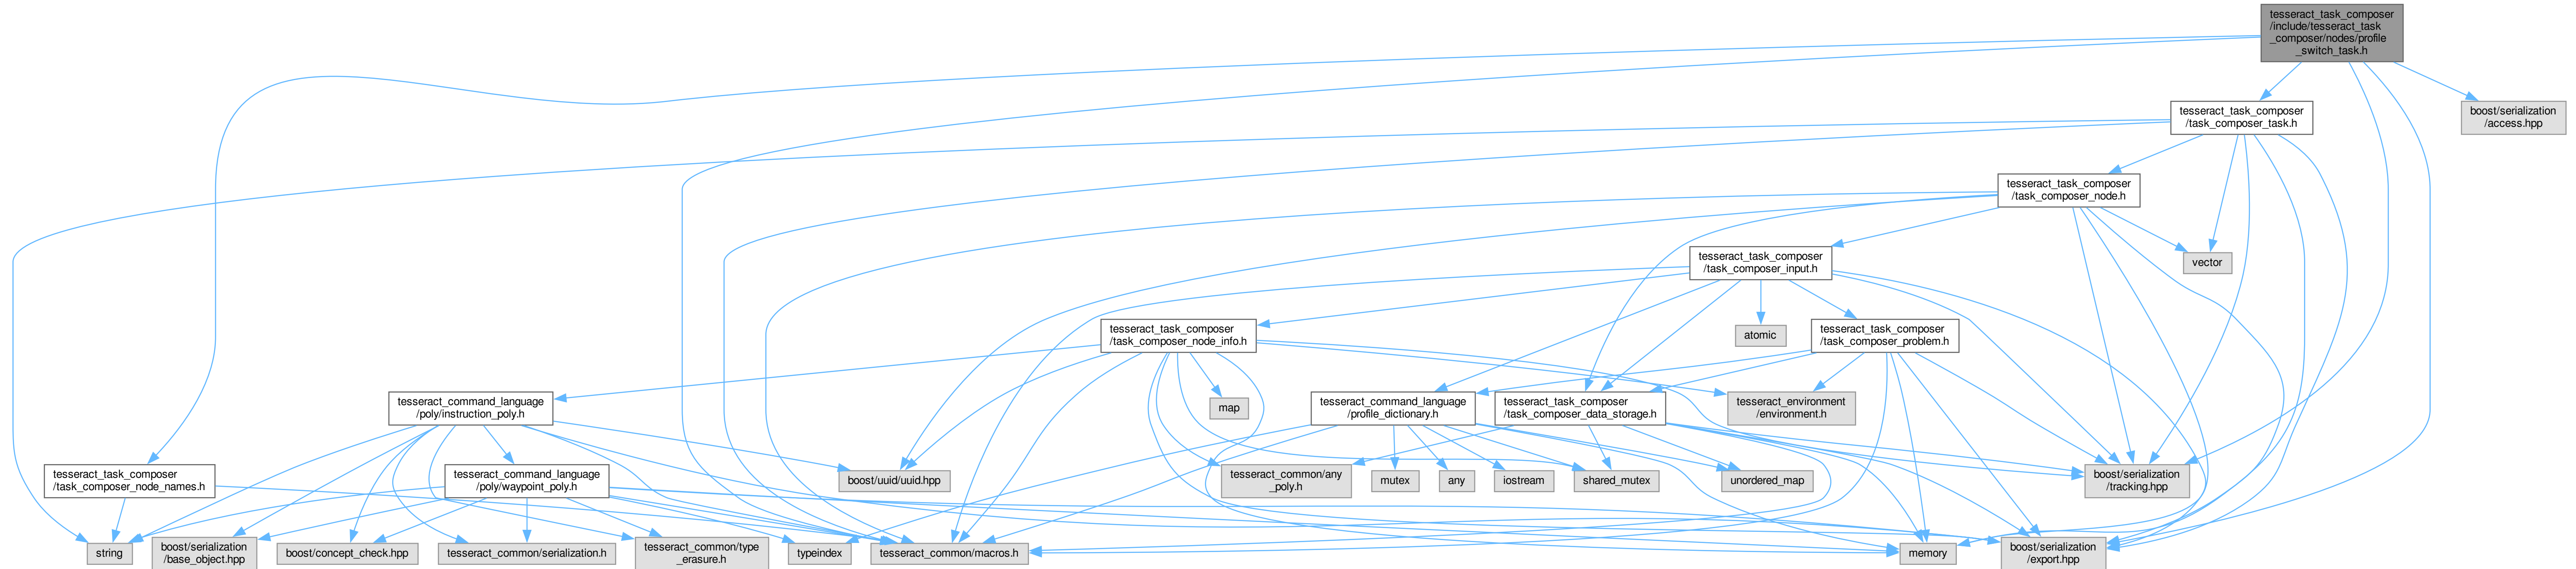 tesseract_task_composer
/include/tesseract_task
_composer/nodes/profile
_switch_task.h
tesseract_task_composer
/task_composer_task.h
boost/serialization
/access.hpp
tesseract_task_composer
/task_composer_node.h
tesseract_task_composer
/task_composer_input.h
vector
tesseract_task_composer
/task_composer_node_info.h
atomic
tesseract_task_composer
/task_composer_problem.h
tesseract_command_language
/poly/instruction_poly.h
map
tesseract_command_language
/profile_dictionary.h
tesseract_task_composer
/task_composer_data_storage.h
tesseract_environment
/environment.h
tesseract_task_composer
/task_composer_node_names.h
tesseract_command_language
/poly/waypoint_poly.h
boost/uuid/uuid.hpp
tesseract_common/any
_poly.h
mutex
any
iostream
shared_mutex
unordered_map
boost/serialization
/tracking.hpp
string
boost/serialization
/base_object.hpp
boost/concept_check.hpp
tesseract_common/serialization.h
tesseract_common/type
_erasure.h
typeindex
tesseract_common/macros.h
memory
boost/serialization
/export.hpp